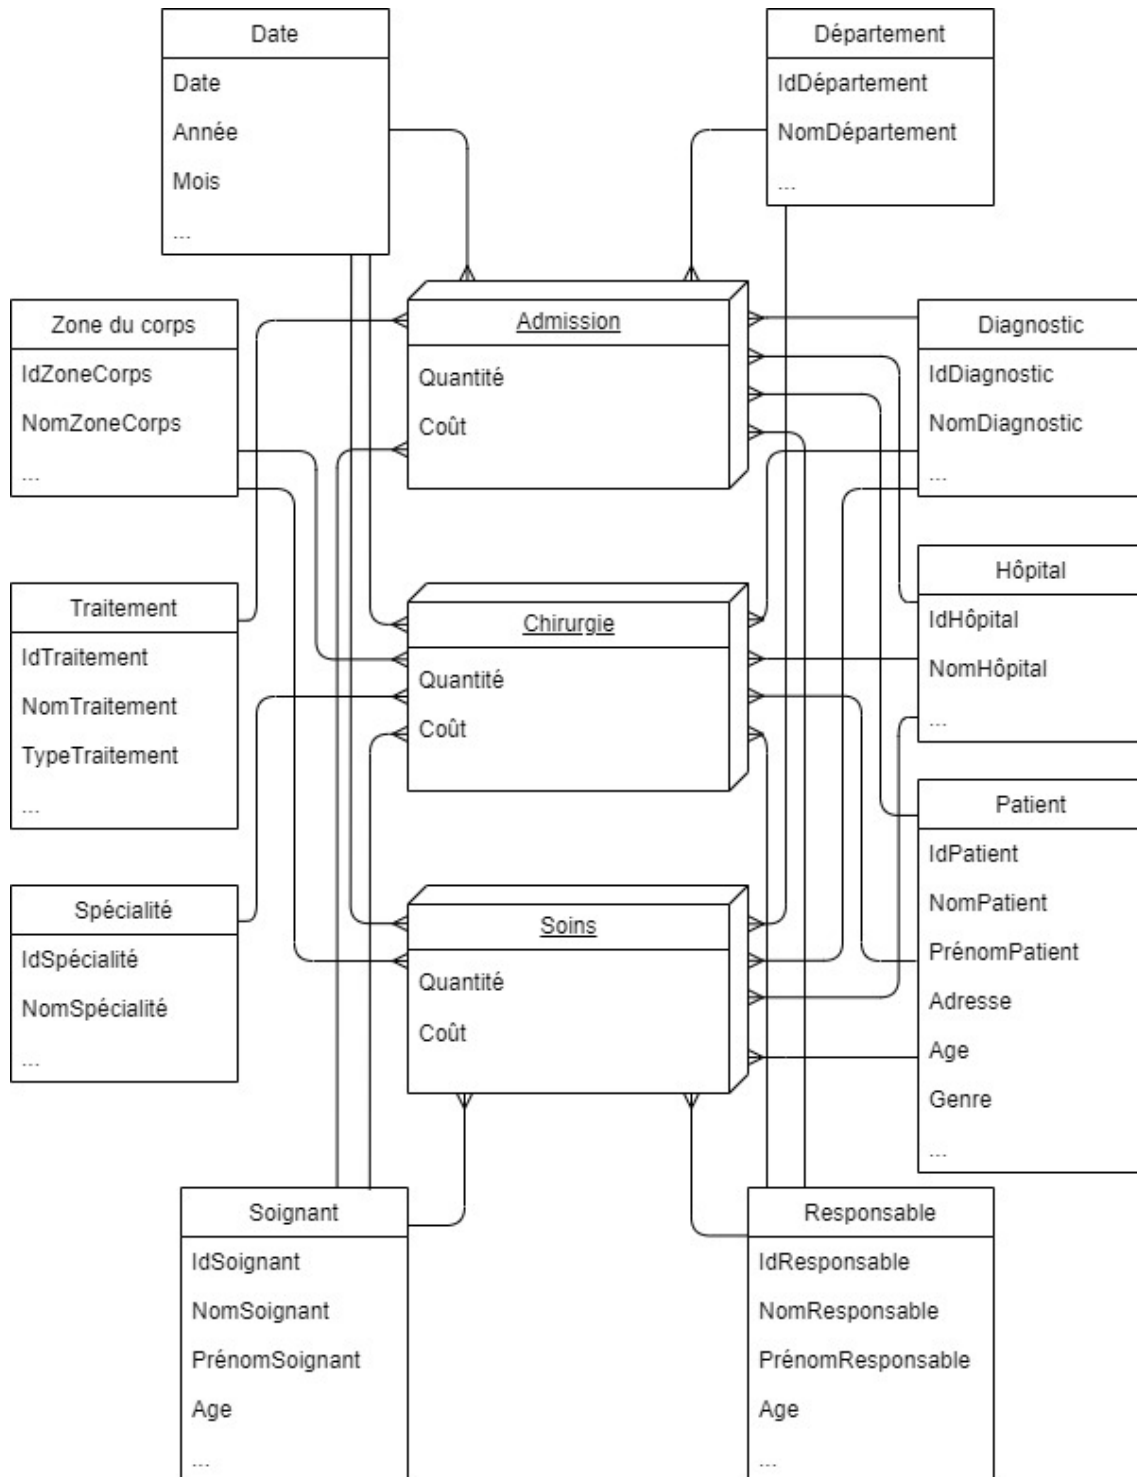 Date
Date
Année
Mois
...
Département
IdDépartement
NomDépartement
...
Zone du corps
IdZoneCorps
NomZoneCorps
...
Admission
Quantité
Coût
Diagnostic
IdDiagnostic
NomDiagnostic
...
Traitement
IdTraitement
NomTraitement
TypeTraitement
...
Chirurgie
Quantité
Coût
Hôpital
IdHôpital
NomHôpital
...
Spécialité
IdSpécialité
NomSpécialité
...
Soins
Quantité
Coût
Patient
IdPatient
NomPatient
PrénomPatient
Adresse
Age
Genre
...
Soignant
IdSoignant
NomSoignant
PrénomSoignant
Age
...
Responsable
IdResponsable
NomResponsable
PrénomResponsable
Age
...